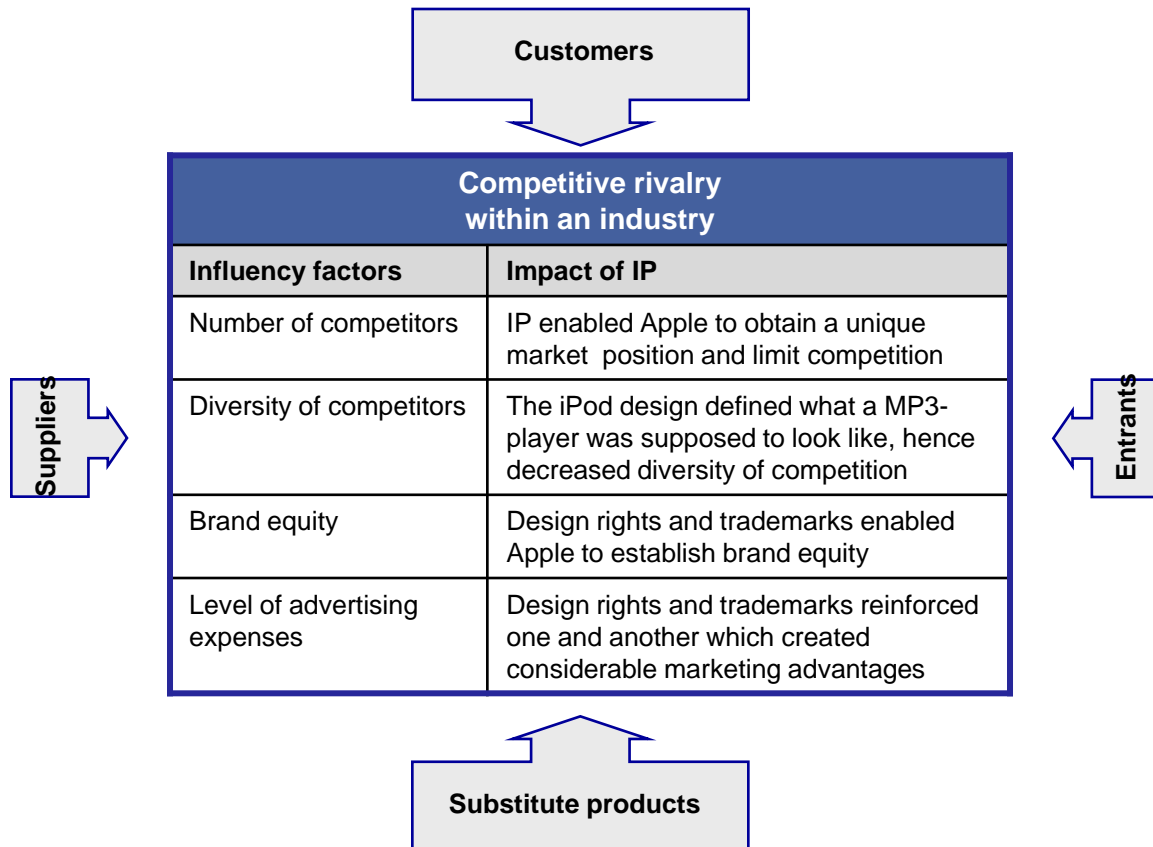 Customers
Competitive rivalry
within an industry
Influency factors
Impact of IP
Number of competitors
IP enabled Apple to obtain a unique
market position and limit competition
Diversity of competitors
The iPod design defined what a MP3-
player was supposed to look like, hence
decreased diversity of competition
Brand equity
Design rights and trademarks enabled
Apple to establish brand equity
Level of advertising
expenses
Design rights and trademarks reinforced
one and another which created
considerable marketing advantages
Suppliers
Entrants
Substitute products